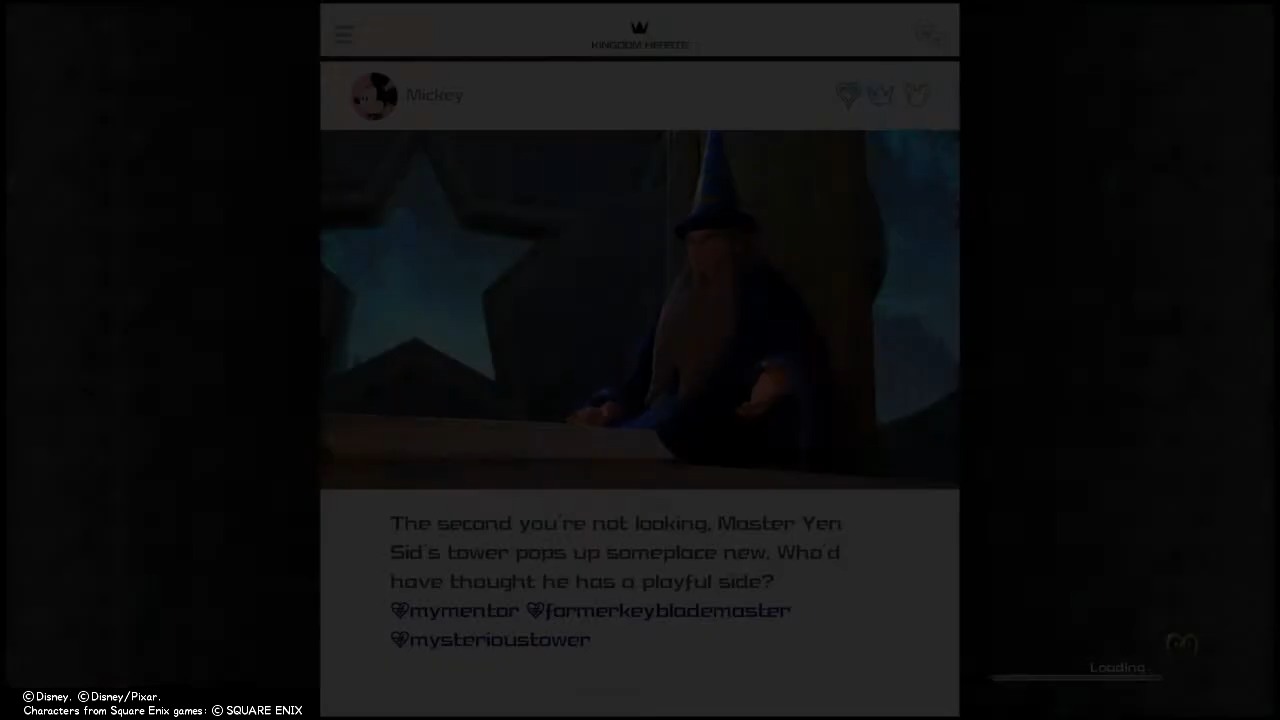 KINGDOM HEARTS
Mickey
The second you're not looking, Master Yen
Sid's tower pops up someplace new. Who'd
have thought he has a playful side?
mymentor formerkeyblademaster
mysterioustower
Loading...
©Disney. ©Disney/Pixar.
Characters from Square Enix games: © SQUARE ENIX